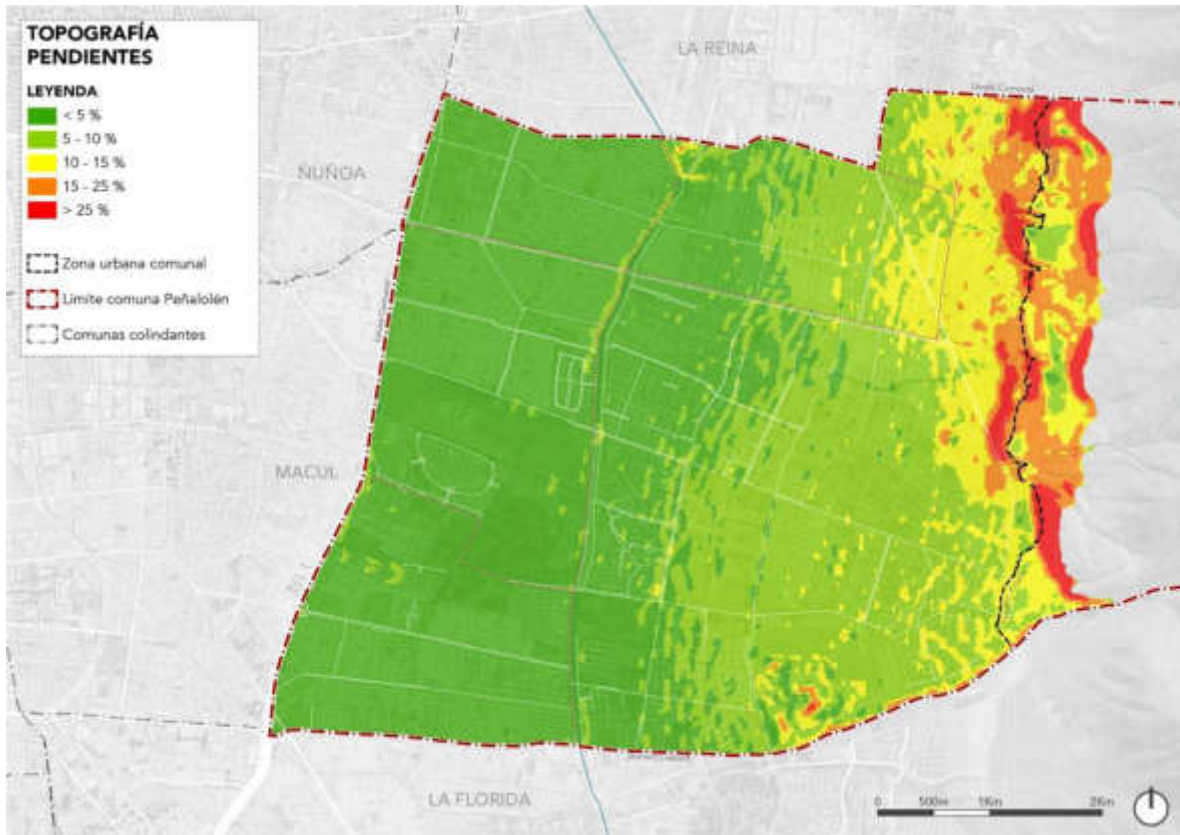 TOPOGRAFÍA
PENDIENTES
LEYENDA
< 5 %
5 - 10 %
10 - 15 %
15 - 25 %
> 25 %
Zona urbana comunal
Límite comuna Peñalolén
Comunas colindantes
LA REINA
ÑUÑOA
MACUL
LA FLORIDA
0 500m 1Km 2Km